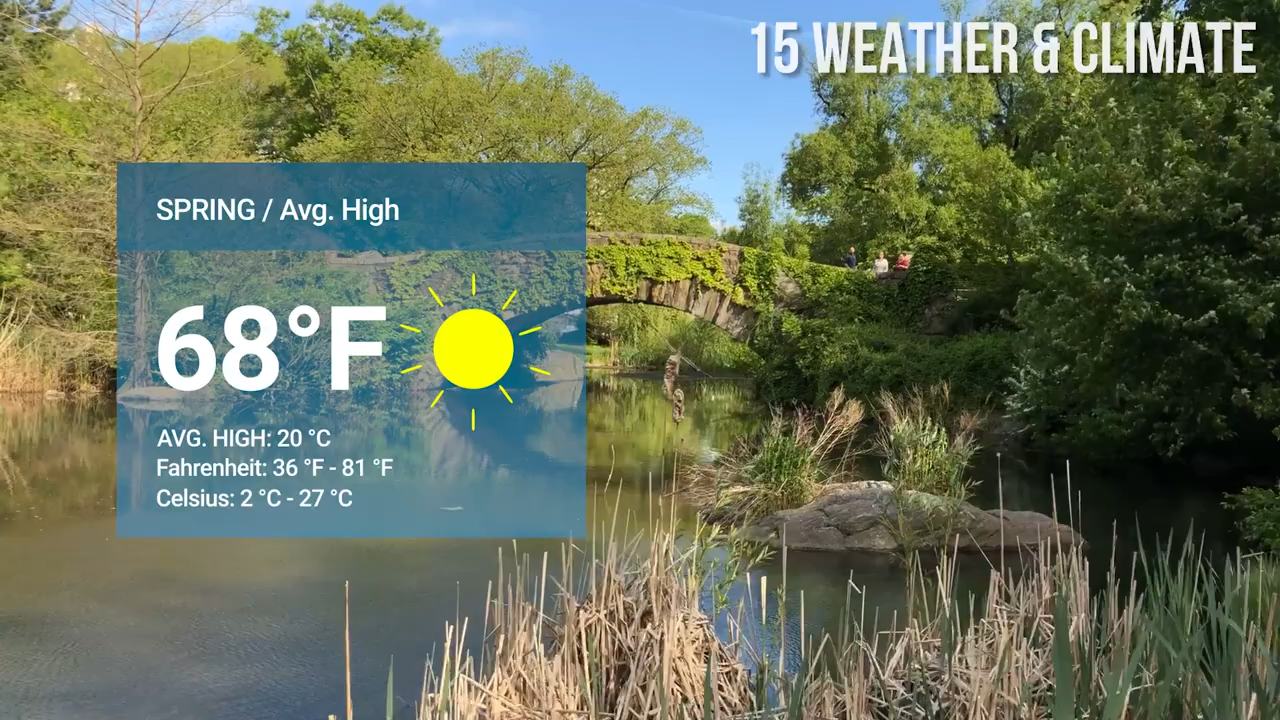 15 WEATHER & CLIMATE
SPRING / Avg. High
68°F
AVG. HIGH: 20 °C
Fahrenheit: 36 °F - 81 °F
Celsius: 2 °C - 27 °C